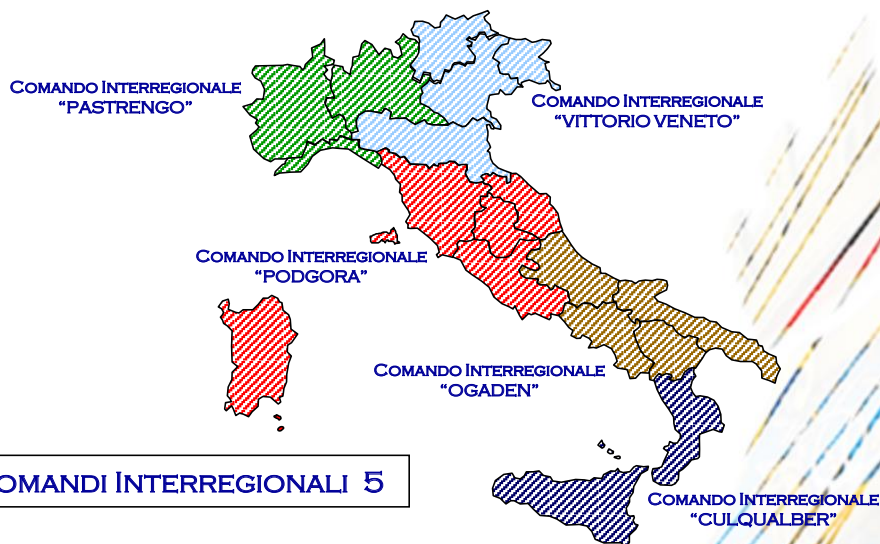 COMANDO INTERREGIONALE
"PASTRENGO"
COMANDO INTERREGIONALE
"VITTORIO VENETO"
COMANDO INTERREGIONALE
"PODGORA"
COMANDO INTERREGIONALE
"OGADEN"
OMANDI INTERREGIONALI 5
COMANDO INTERREGIONALE
"CULQUALBER"